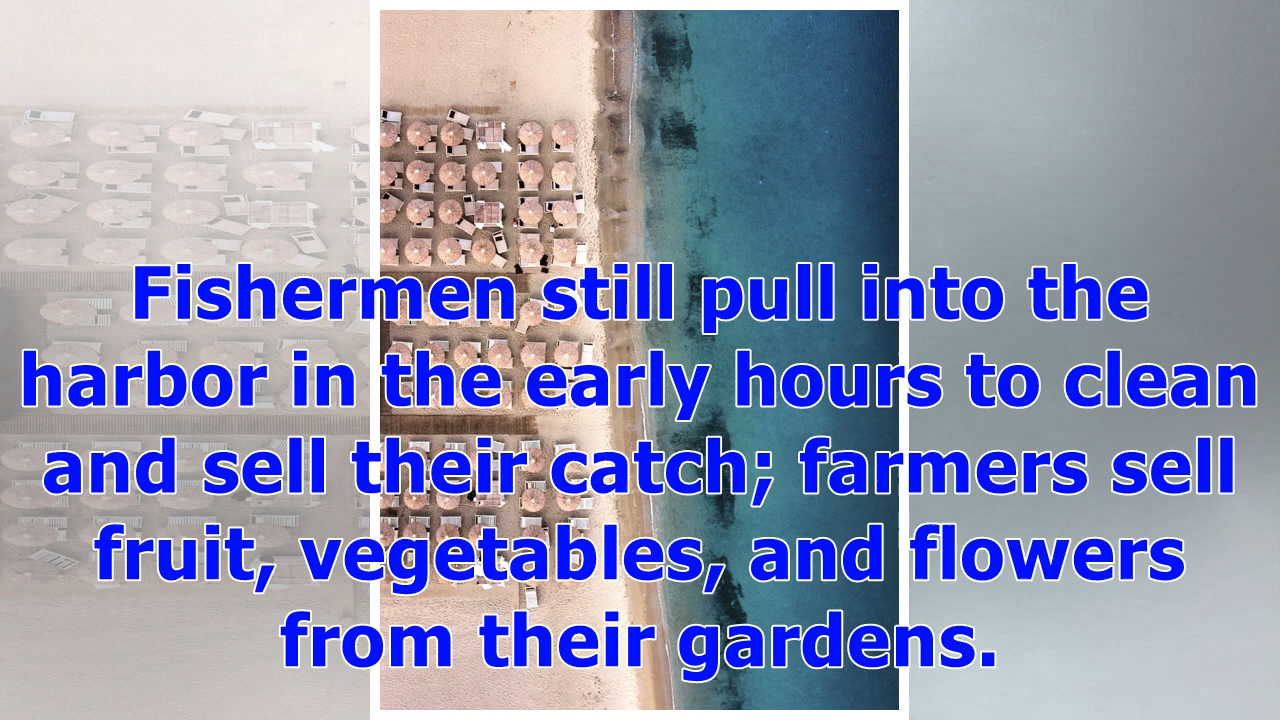 Fishermen still pull into the
harbor in the early hours to clean
and sell their catch; farmers sell
fruit, vegetables, and flowers
from their gardens.